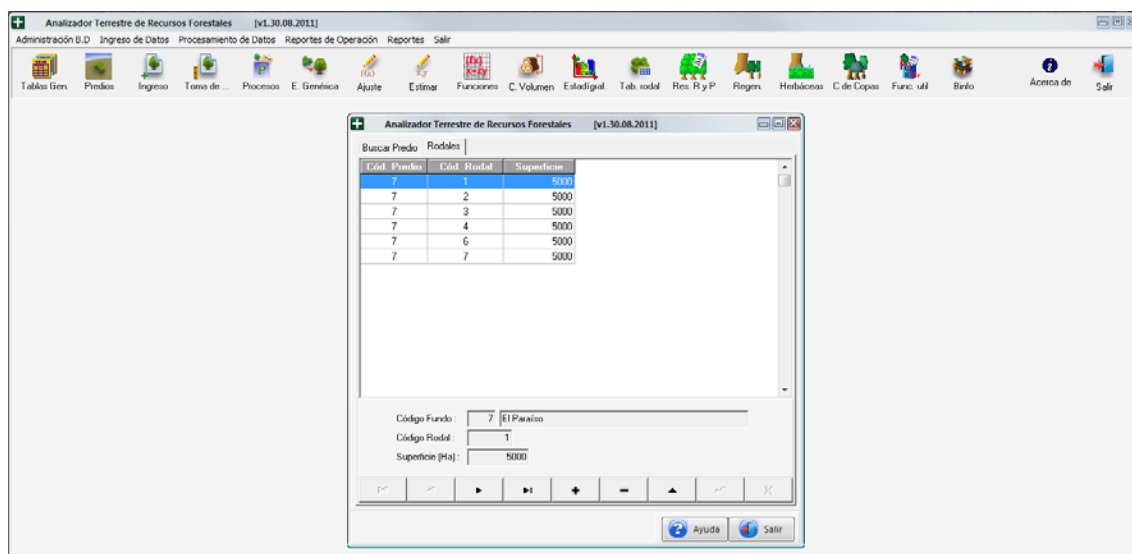 Analizador Terrestre de Recursos Forestales [v1.30.08.2011]
Administración B.D Ingreso de Datos Procesamiento de Datos Reportes de Operación Reportes Salir
Tablas Gen. Predios Ingreso Toma de ... Procesos E. Genérica Ajuste Estimar Funciones C. Volumen Estadígraf. Tab. rodal Res. R y P Regen. Herbáceas C de Copas Func. util Binfo Acerca de Salir
Analizador Terrestre de Recursos Forestales [v1.30.08.2011]
Buscar Predio Rodales
Cód. Predio Cód. Rodal Superficie
7 1 5000
7 2 5000
7 3 5000
7 4 5000
7 6 5000
7 7 5000
Código Fundo : 7 El Paraíso
Código Rodal : 1
Superficie (Ha) : 5000
Ayuda Salir